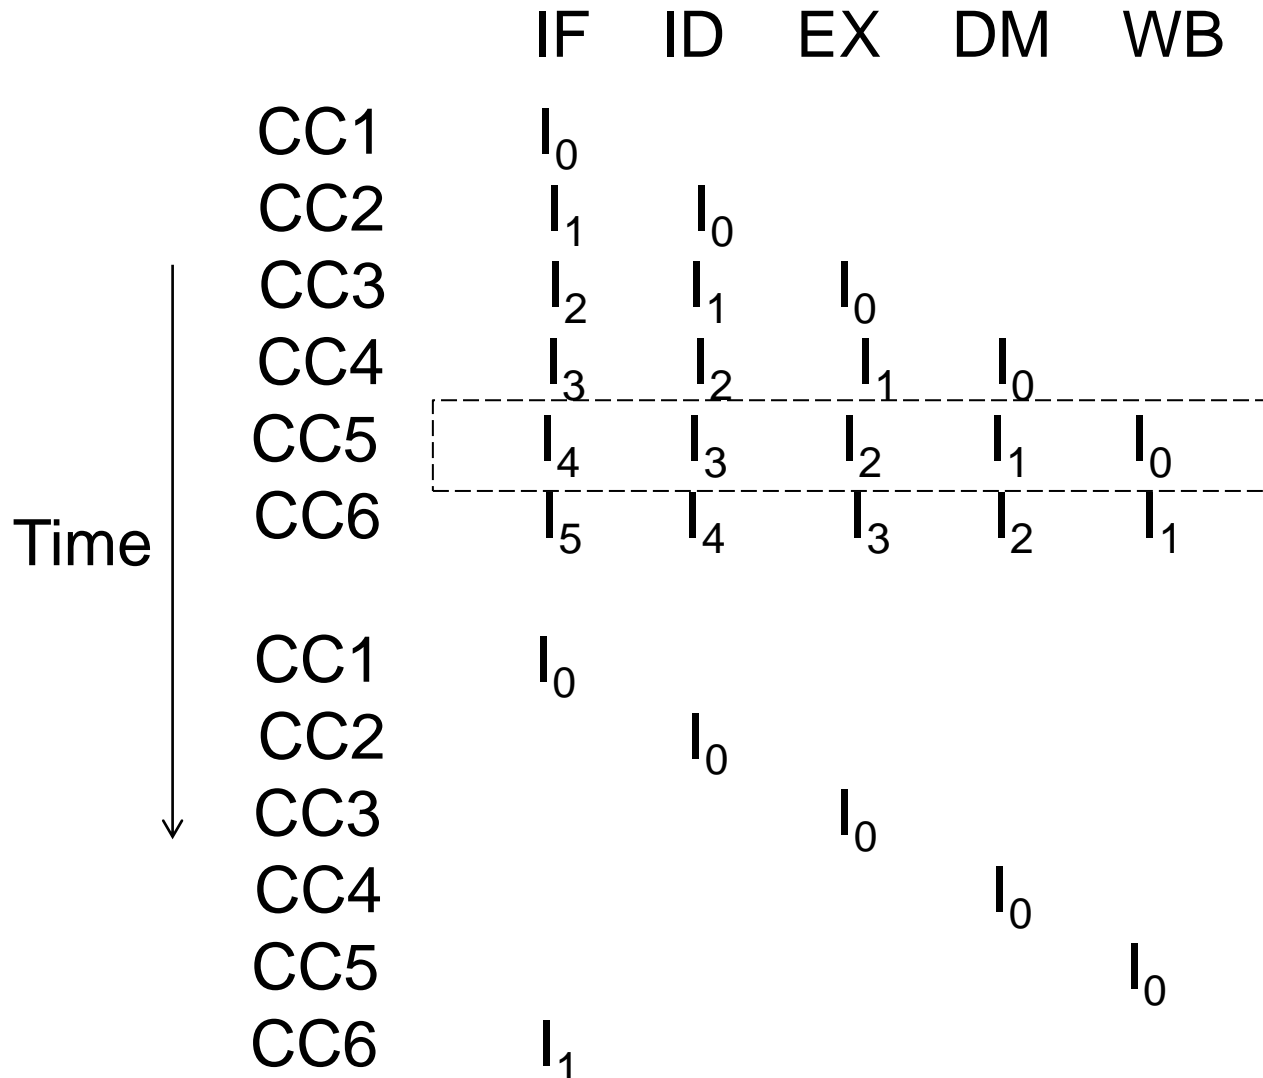 IF ID EX DM WB
CC1 I0
CC2 I1 I0
CC3 I2 I1 I0
CC4 I3 I2 I1 I0
CC5 I4 I3 I2 I1 I0
CC6 I5 I4 I3 I2 I1
Time
CC1 I0
CC2 I0
CC3 I0
CC4 I0
CC5 I0
CC6 I1